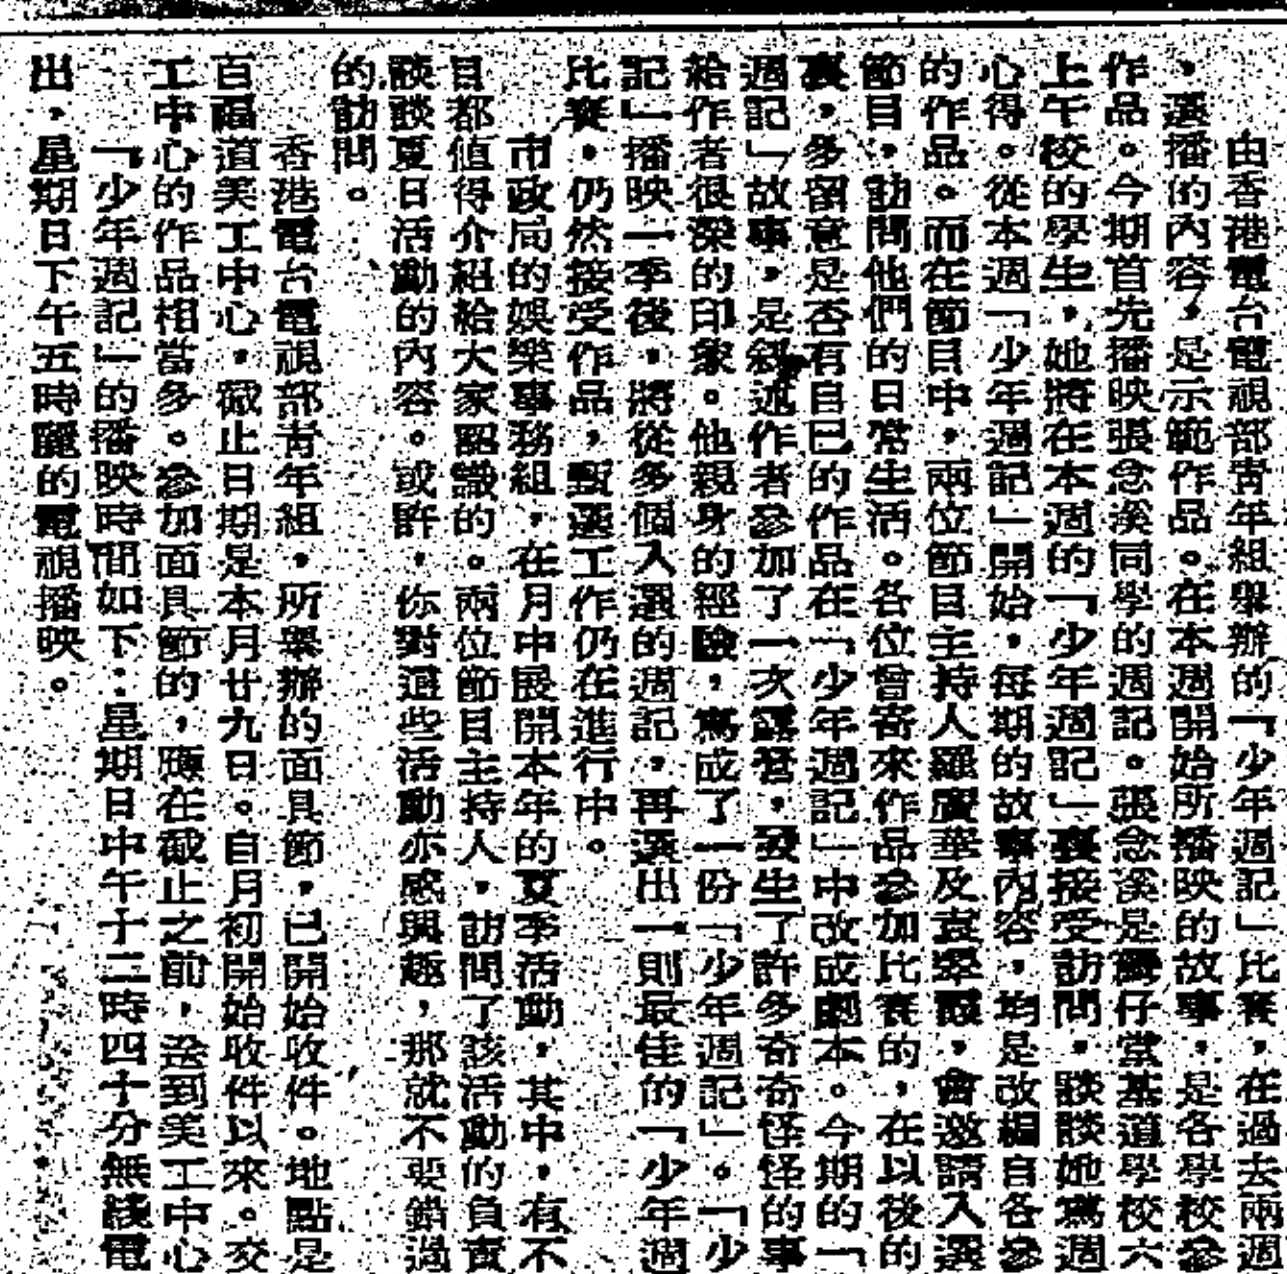 由香港電台電視部青年組舉辦的「少年週記」比賽,在過去兩週
,選播的內容,是示範作品。在本週開始所播映的故事,是各學校參
作品。今期首先播映張念溪同學的週記。張念溪是灣仔堂基道學校六
上午校的學生,她將在本週的「少年週記」裏接受訪問,談談她寫週
心得。從本週「少年週記」開始,每期的故事內容,均是改編自各參
的作品。而在節目中,兩位節目主持人羅廣華及袁翠,會邀請入選
節目,訪問他們的日常生活。各位曾寄來作品參加比賽的,在以後的
裏,多留意是否有自己的作品在「少年週記」中改成劇本。今期的「
週記」故事,是敍述作者參加了一次露營,發生了許多奇奇怪怪的事
給作者很深的印象。他親身的經驗,寫成了一份「少年週記」。「少
記」播映一季後,將從多個入選的週記,再選出一則最佳的「少年週
比賽,仍然接受作品,甄選工作仍在進行中。
市政局的娛樂事務組,在月中展開本年的夏季活動,其中,有不
目都值得介紹給大家認識的。兩位節目主持人,訪問了該活動的負責
談談夏日活動的內容。或許,你對這些活動亦感興趣,那就不要錯過
的訪問。
香港電台電視部青年組,所舉辦的面具節,已開始收件。地點是
百福道美工中心,截止日期是本月廿九日。自月初開始收件以來。交
工中心的作品相當多。參加面具節的,應在截止之前,送到美工中心
「少年週記」的播映時間如下:星期日中午十二時四十分無綫電
出,星期日下午五時麗的電視播映。